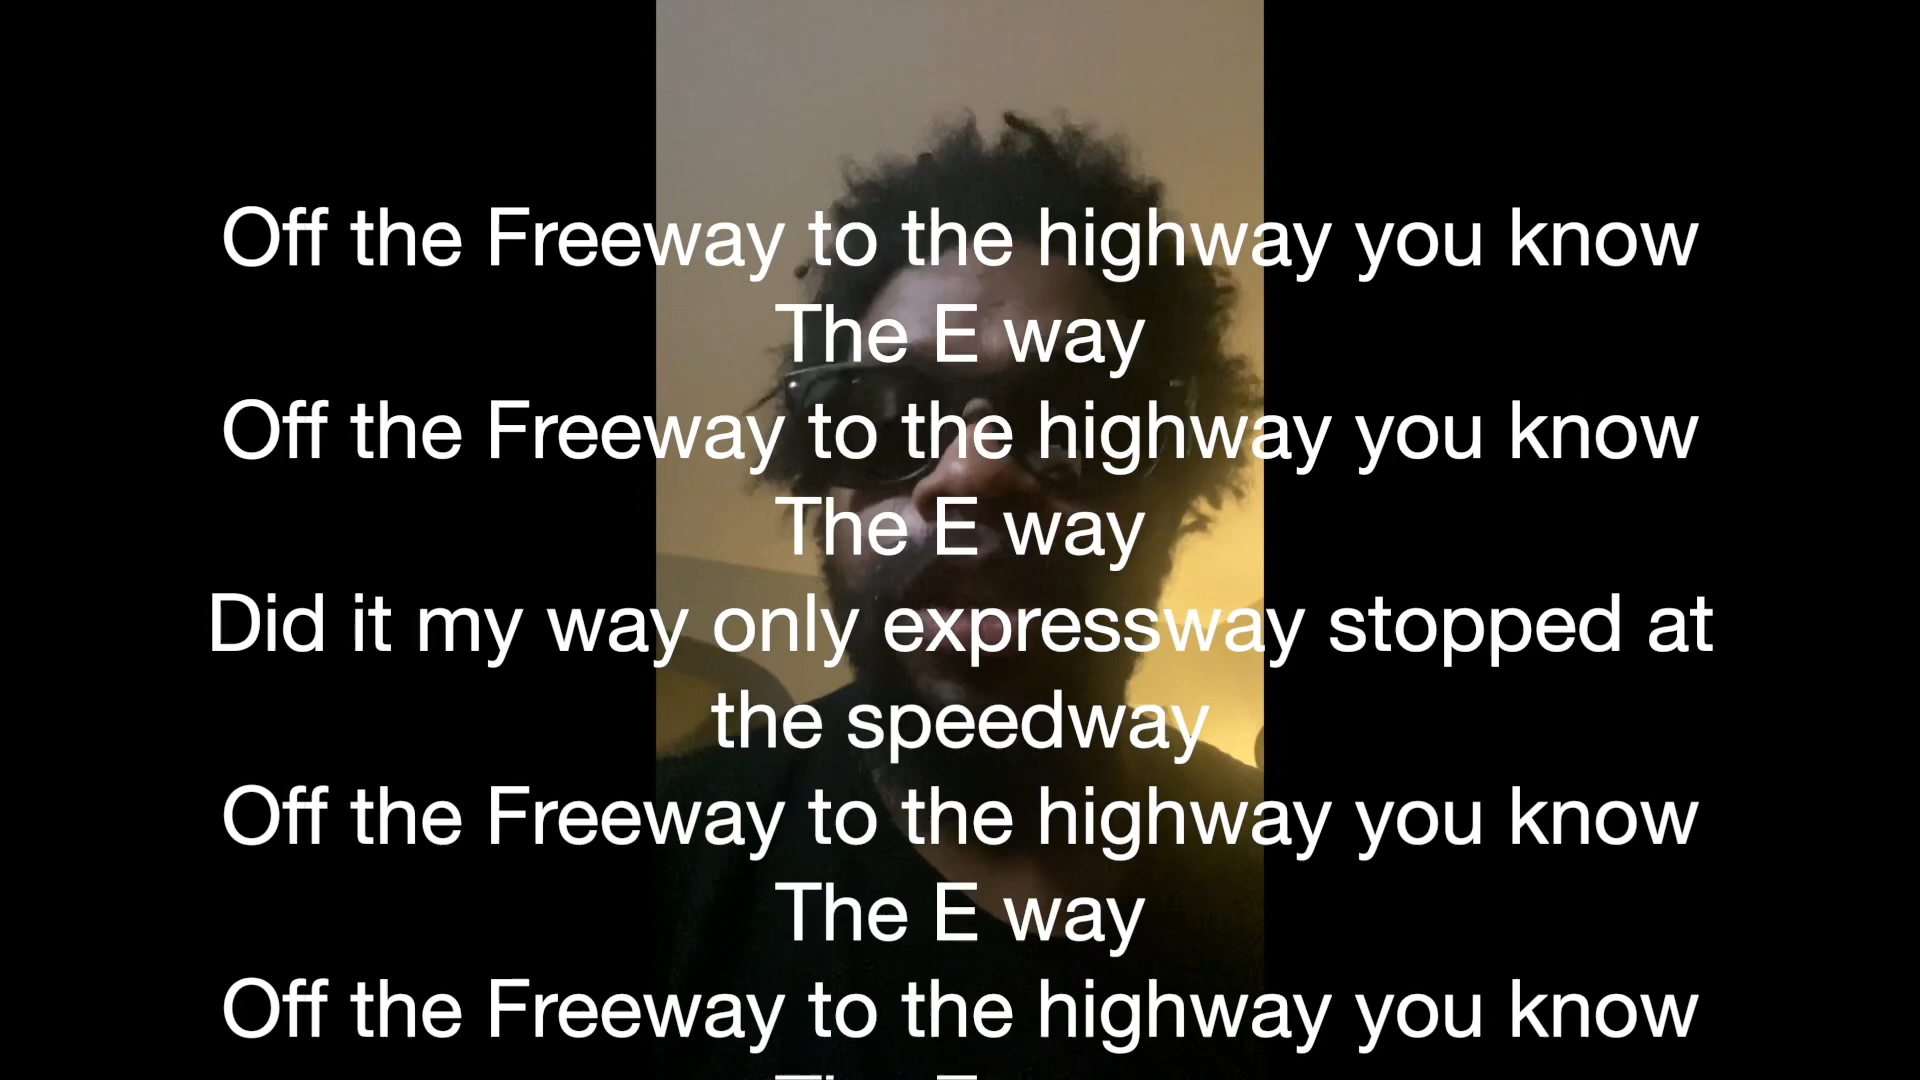 Off the Freeway to the highway you know
The E way
Off the Freeway to the highway you know
The E way
Did it my way only expressway stopped at
the speedway
Off the Freeway to the highway you know
The E way
Off the Freeway to the highway you know